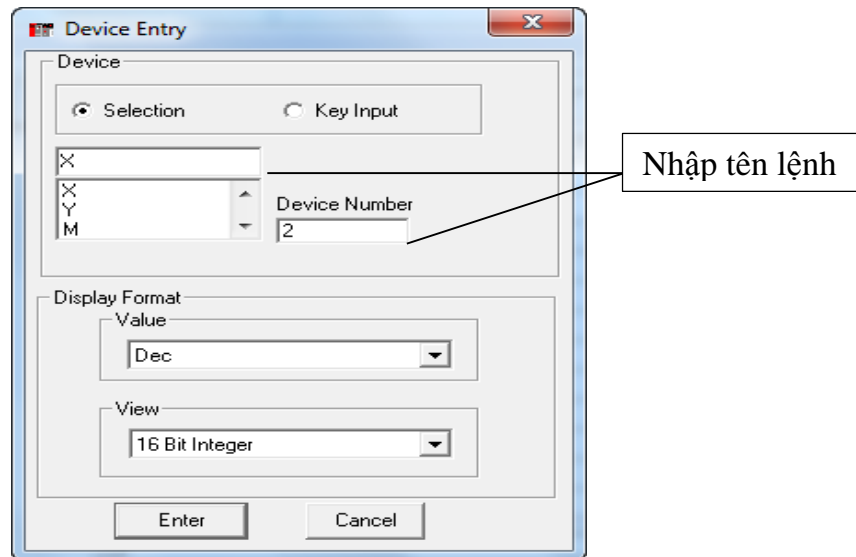 Device Entry
Device
Selection
Key Input
X
X
Y
M
Device Number
2
Nhập tên lệnh
Display Format
Value
Dec
View
16 Bit Integer
Enter
Cancel